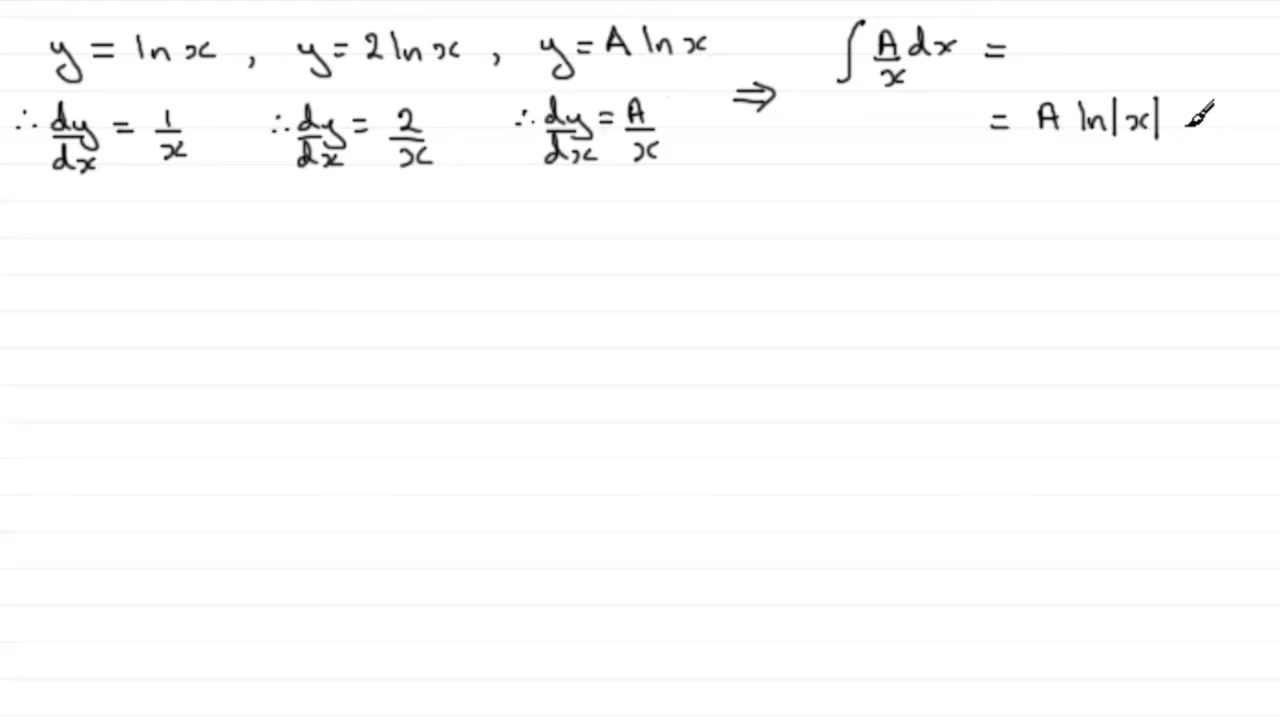 y = ln x , y = 2 ln x , y = A ln x ⇒ ∫ A/x dx =
∴ dy/dx = 1/x ∴ dy/dx = 2/x ∴ dy/dx = A/x = A ln|x|